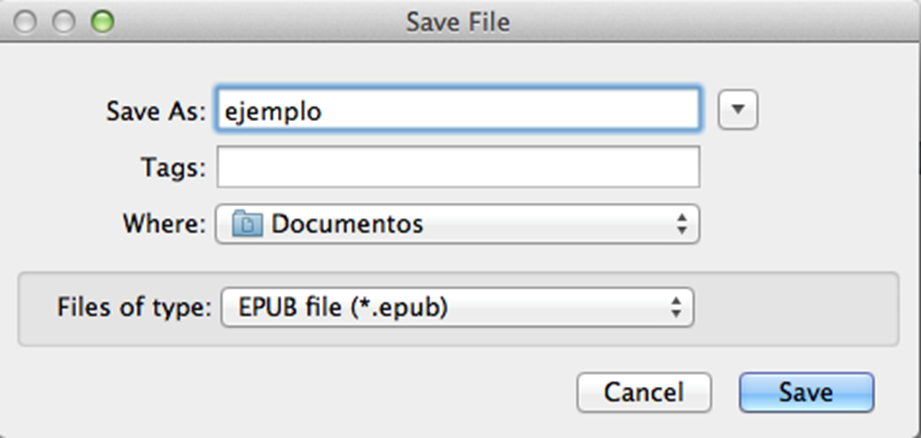 Save File
Save As: ejemplo
Tags:
Where: Documentos
Files of type: EPUB file (*.epub)
Cancel Save